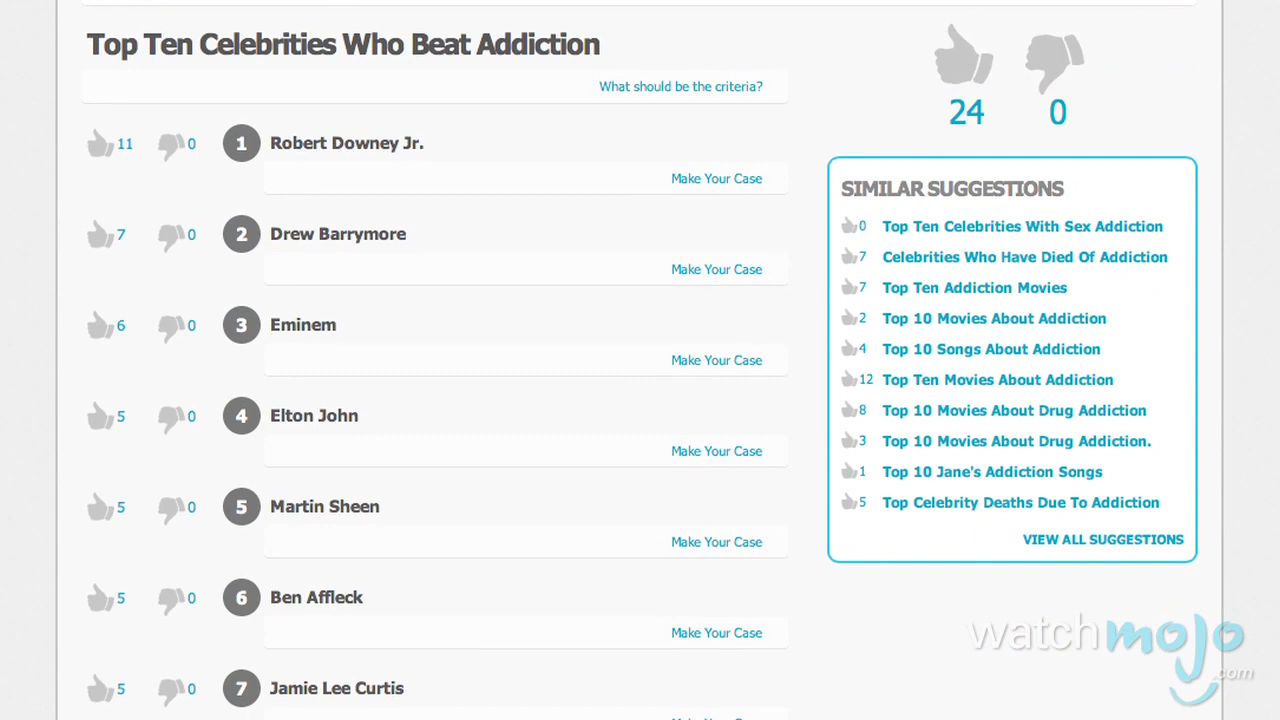 Top Ten Celebrities Who Beat Addiction
What should be the criteria?
11 0 1 Robert Downey Jr.
Make Your Case
7 0 2 Drew Barrymore
Make Your Case
6 0 3 Eminem
Make Your Case
5 0 4 Elton John
Make Your Case
5 0 5 Martin Sheen
Make Your Case
5 0 6 Ben Affleck
Make Your Case
5 0 7 Jamie Lee Curtis
24 0
SIMILAR SUGGESTIONS
0 Top Ten Celebrities With Sex Addiction
7 Celebrities Who Have Died Of Addiction
7 Top Ten Addiction Movies
2 Top 10 Movies About Addiction
4 Top 10 Songs About Addiction
12 Top Ten Movies About Addiction
8 Top 10 Movies About Drug Addiction
3 Top 10 Movies About Drug Addiction.
1 Top 10 Jane's Addiction Songs
5 Top Celebrity Deaths Due To Addiction
VIEW ALL SUGGESTIONS
watchmojo
.com